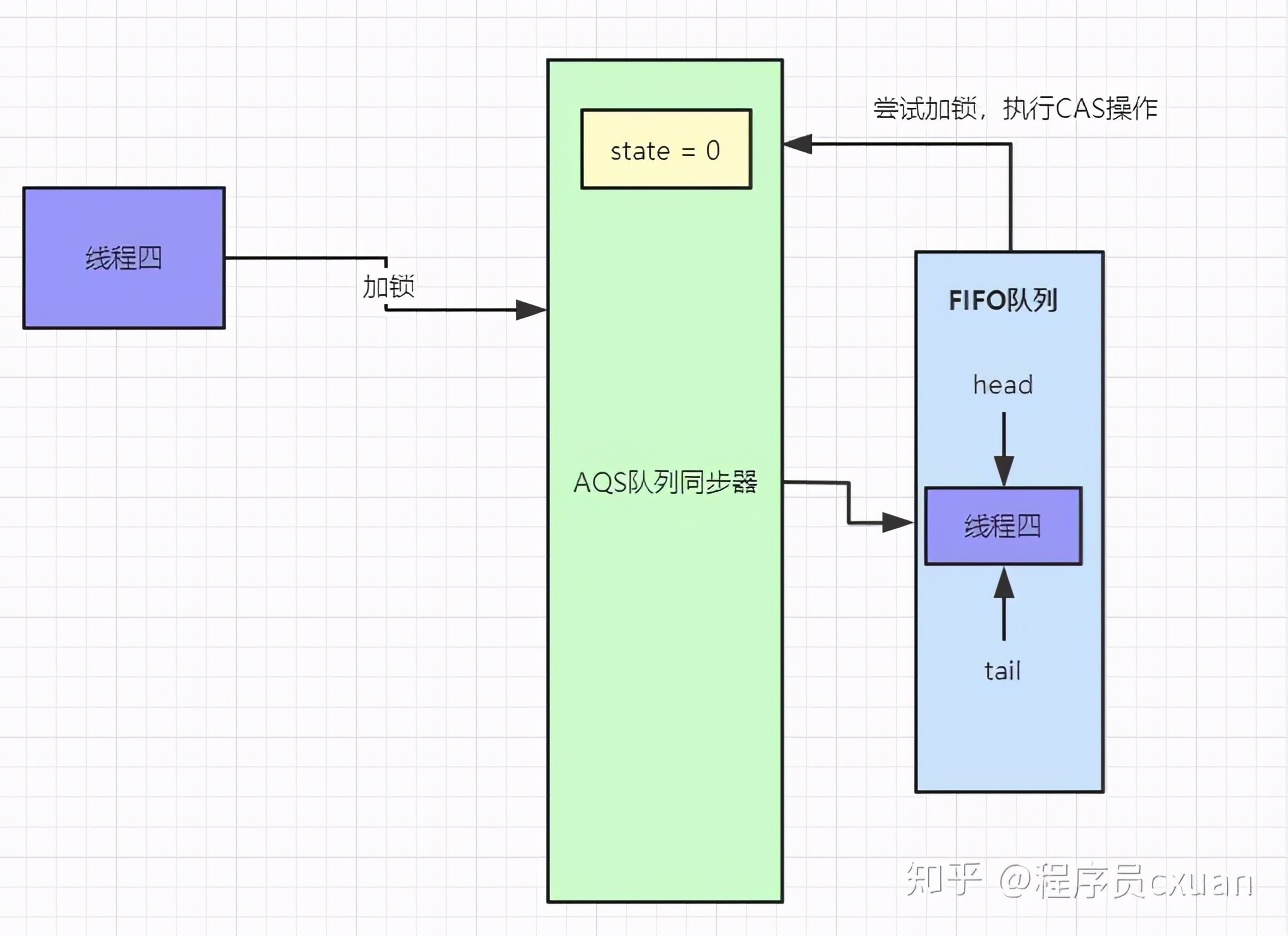 尝试加锁，执行CAS操作
state = 0
线程四
加锁
FIFO队列
head
AQS队列同步器
线程四
tail
知乎 @程序员cxuan